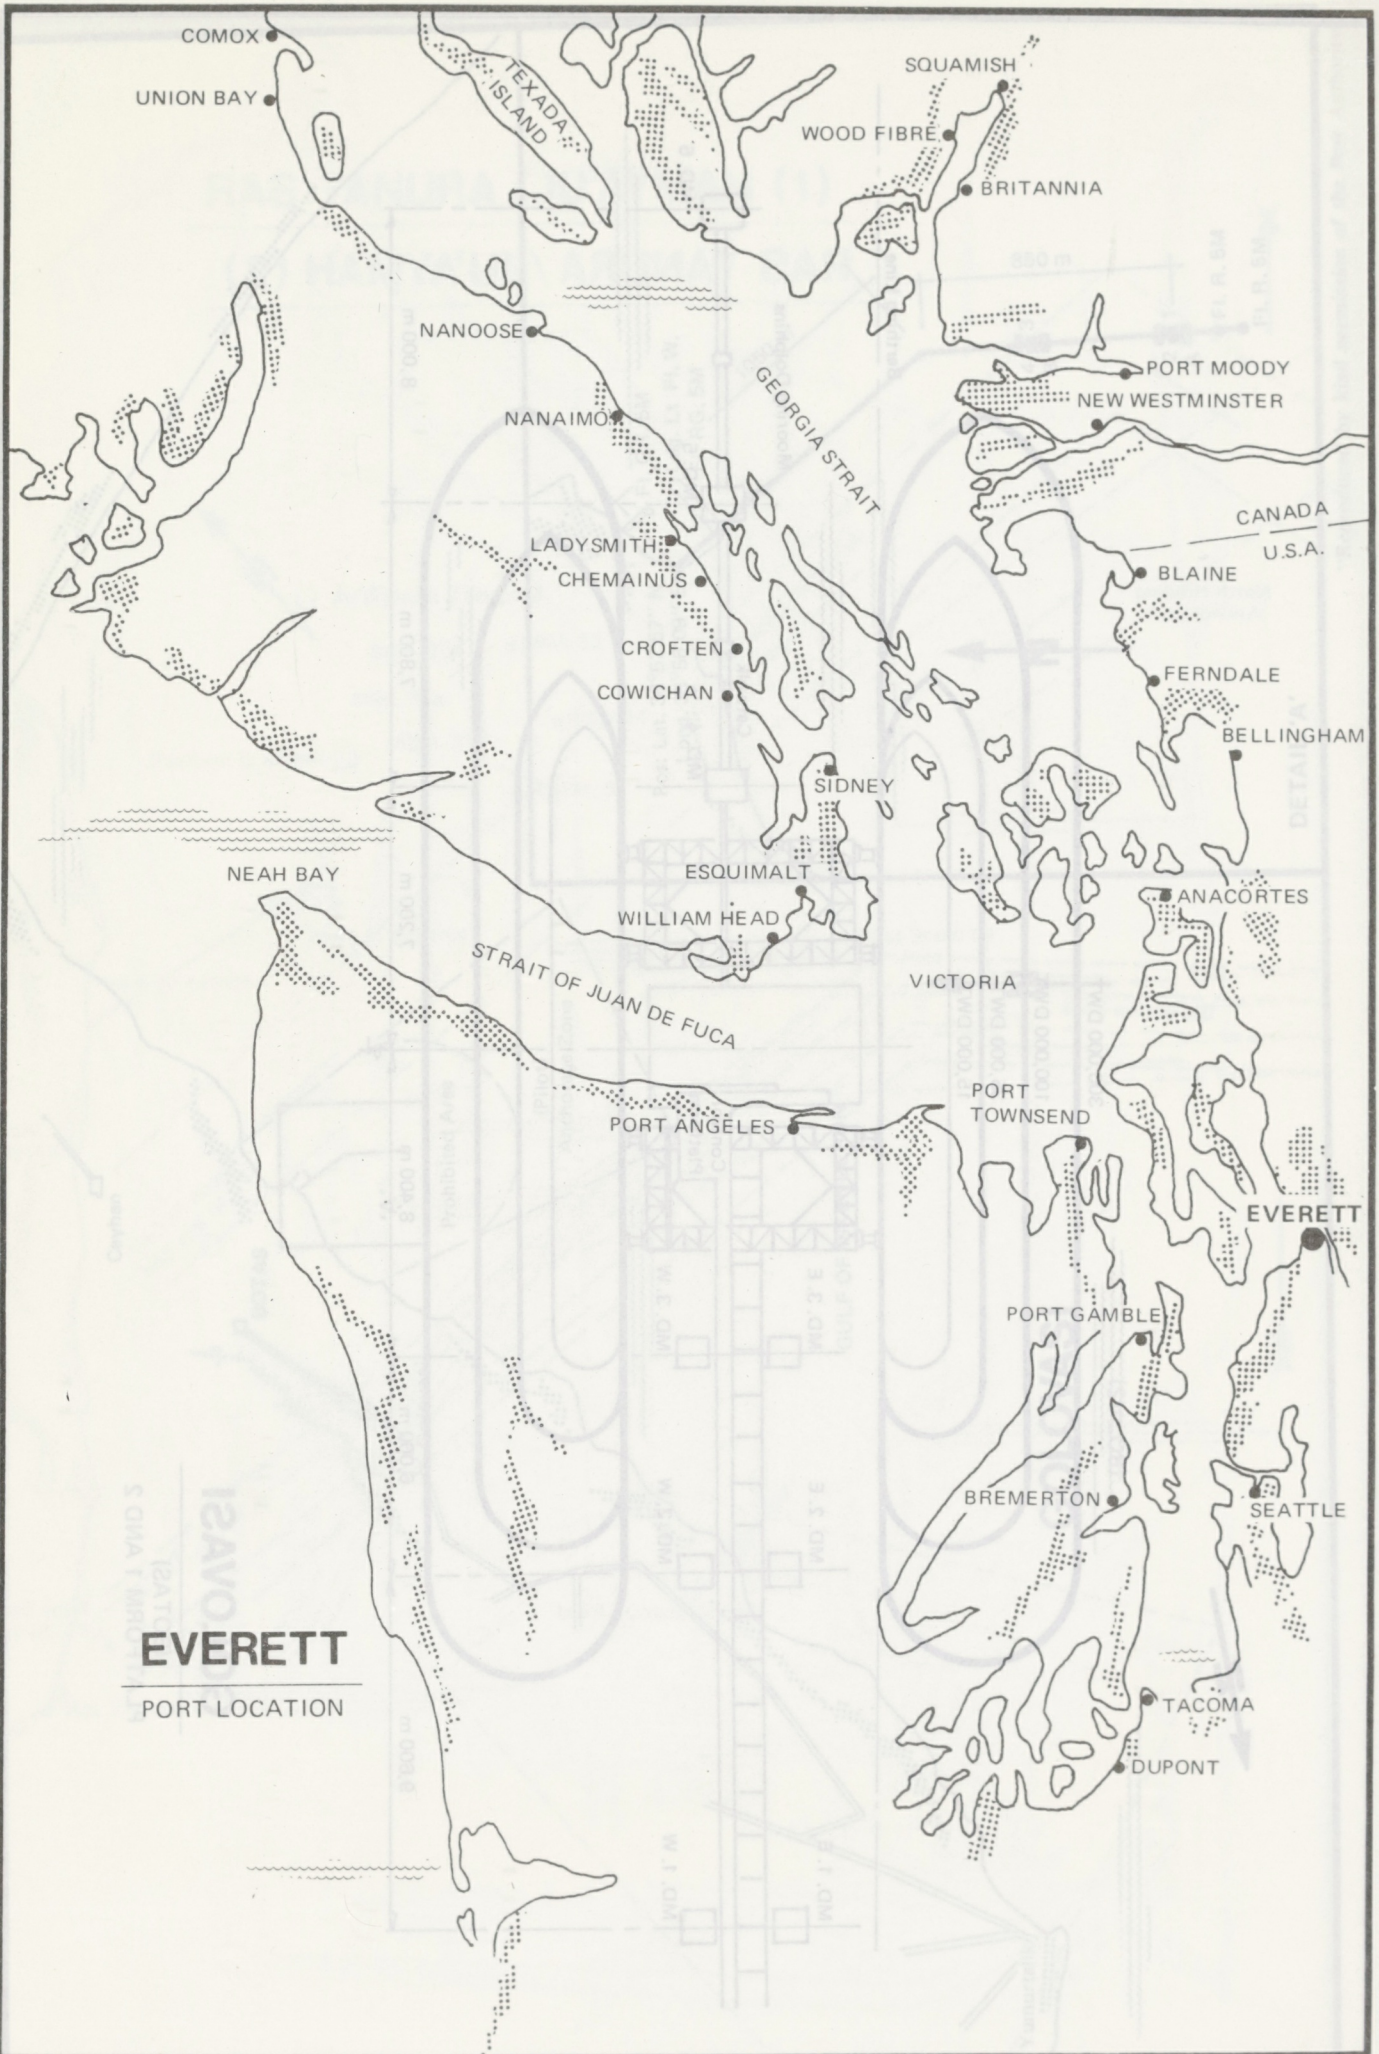 COMOX
UNION BAY
TEXADA
ISLAND
SQUAMISH
WOOD FIBRE
BRITANNIA
NANOOSE
NANAIMO
GEORGIA STRAIT
PORT MOODY
NEW WESTMINSTER
CANADA
U.S.A.
LADYSMITH
CHEMAINUS
BLAINE
CROFTEN
COWICHAN
FERNDALE
BELLINGHAM
SIDNEY
NEAH BAY
ESQUIMALT
ANACORTES
WILLIAM HEAD
STRAIT OF JUAN DE FUCA
VICTORIA
PORT
TOWNSEND
PORT ANGELES
EVERETT
PORT GAMBLE
BREMERTON
SEATTLE
EVERETT
PORT LOCATION
TACOMA
DUPONT